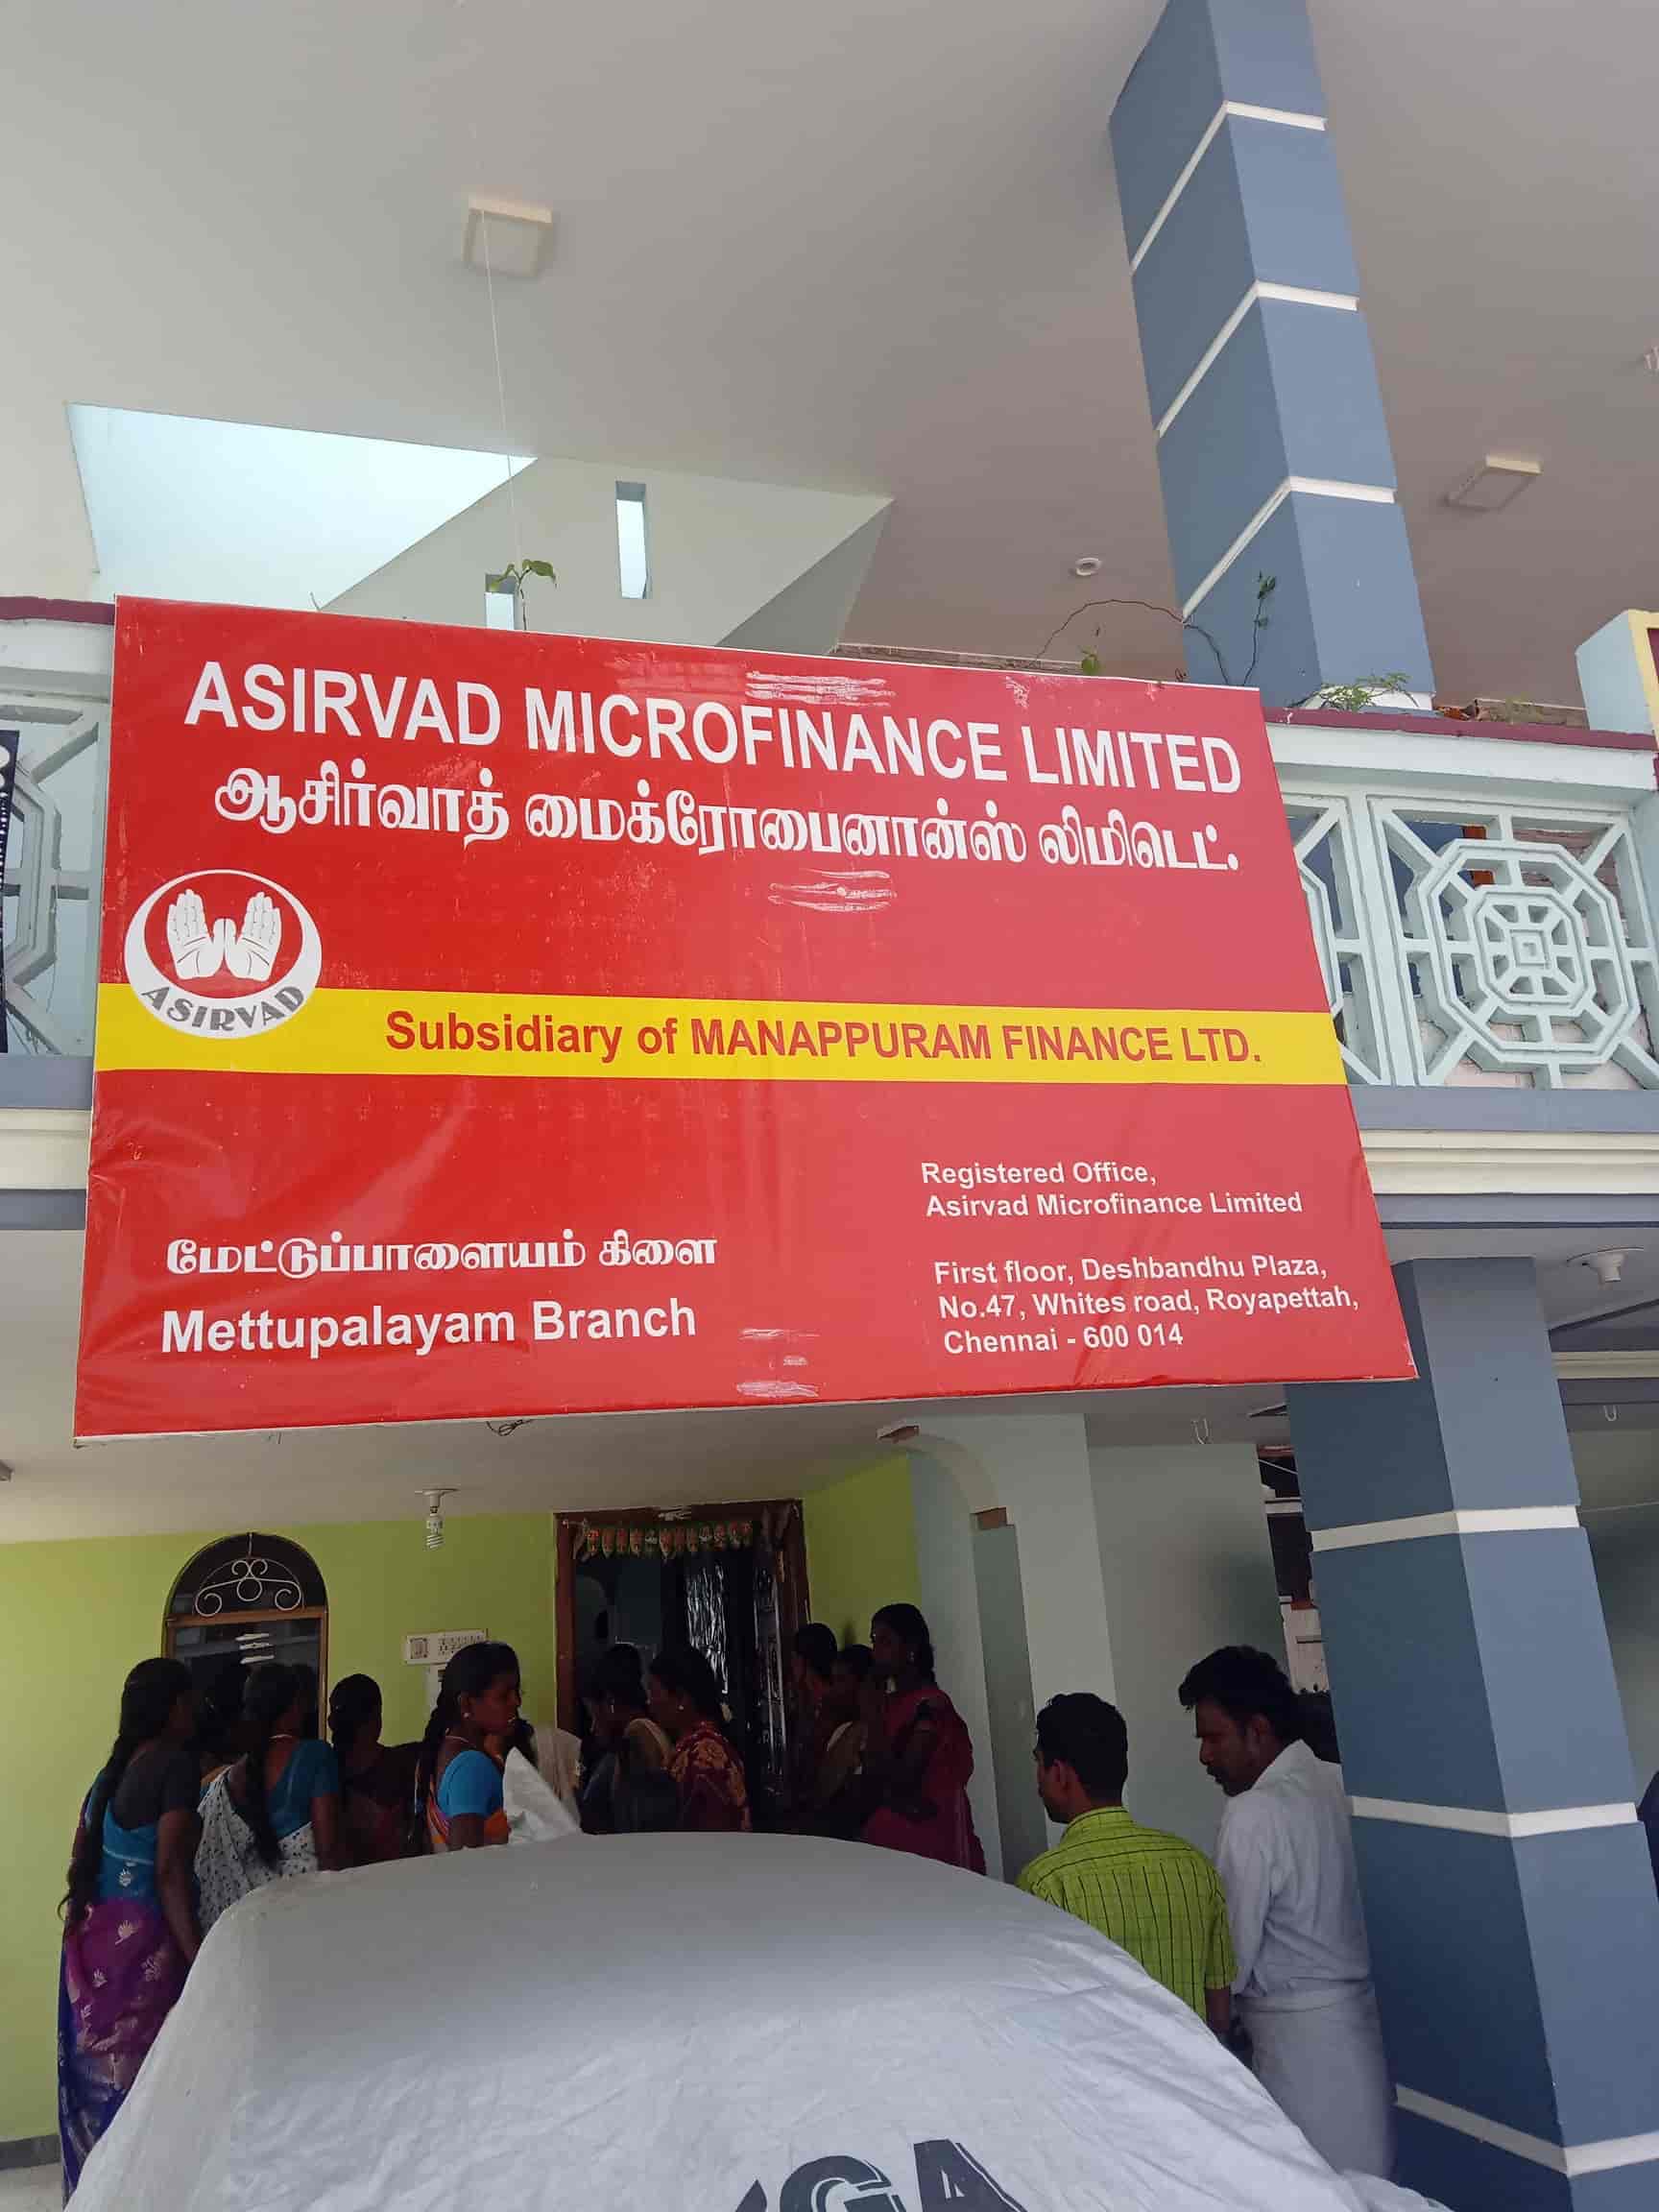 ASIRVAD MICROFINANCE LIMITED
ஆசிர்வாத் மைக்ரோபைனான்ஸ் லிமிடெட்.
ASIRVAD
Subsidiary of MANAPPURAM FINANCE LTD.
மேட்டுப்பாளையம் கிளை
Mettupalayam Branch
Registered Office,
Asirvad Microfinance Limited
First floor, Deshbandhu Plaza,
No.47, Whites road, Royapettah,
Chennai - 600 014